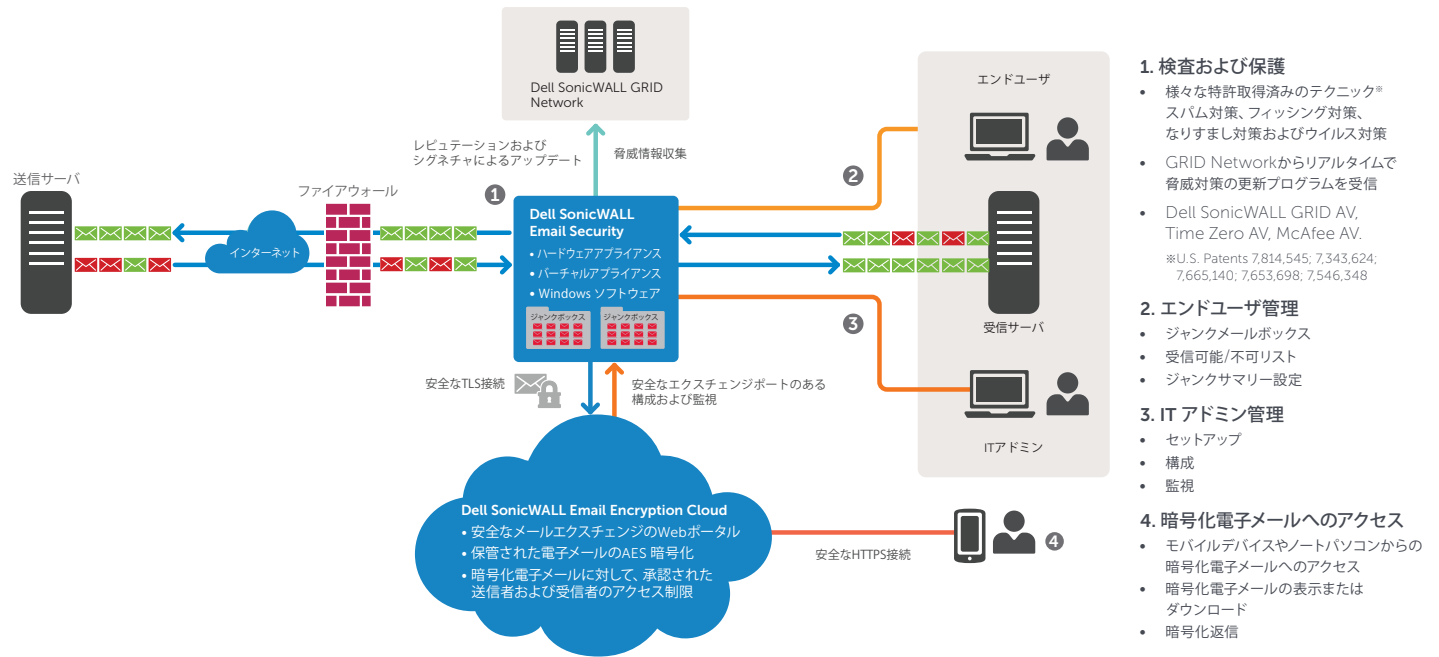 Dell SonicWALL GRID
Network
レピュテーションおよび
シグネチャによるアップデート
脅威情報収集
送信サーバ
インターネット
ファイアウォール
1
Dell SonicWALL
Email Security
• ハードウェアアプライアンス
• バーチャルアプライアンス
• Windows ソフトウェア
ジャンクボックス
ジャンクボックス
安全なTLS接続
安全なエクスチェンジポートのある
構成および監視
Dell SonicWALL Email Encryption Cloud
• 安全なメールエクスチェンジのWebポータル
• 保管された電子メールのAES 暗号化
• 暗号化電子メールに対して、承認された
送信者および受信者のアクセス制限
2
エンドユーザ
受信サーバ
3
ITアドミン
安全なHTTPS接続
4
1. 検査および保護
• 様々な特許取得済みのテクニック※
スパム対策、フィッシング対策、
なりすまし対策およびウイルス対策
• GRID Networkからリアルタイムで
脅威対策の更新プログラムを受信
• Dell SonicWALL GRID AV,
Time Zero AV, McAfee AV.
※U.S. Patents 7,814,545; 7,343,624;
7,665,140; 7,653,698; 7,546,348
2. エンドユーザ管理
• ジャンクメールボックス
• 受信可能/不可リスト
• ジャンクサマリー設定
3. IT アドミン管理
• セットアップ
• 構成
• 監視
4. 暗号化電子メールへのアクセス
• モバイルデバイスやノートパソコンからの
暗号化電子メールへのアクセス
• 暗号化電子メールの表示または
ダウンロード
• 暗号化返信